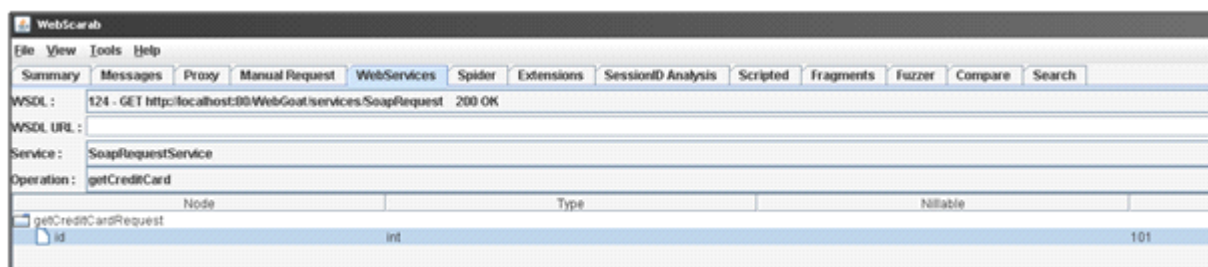 WebScarab
File View Tools Help
Summary Messages Proxy Manual Request WebServices Spider Extensions SessionID Analysis Scripted Fragments Fuzzer Compare Search
WSDL : 124 - GET http://localhost:80/WebGoat/services/SoapRequest 200 OK
WSDL URL :
Service : SoapRequestService
Operation : getCreditCard
Node Type Nillable
getCreditCardRequest
id int 101